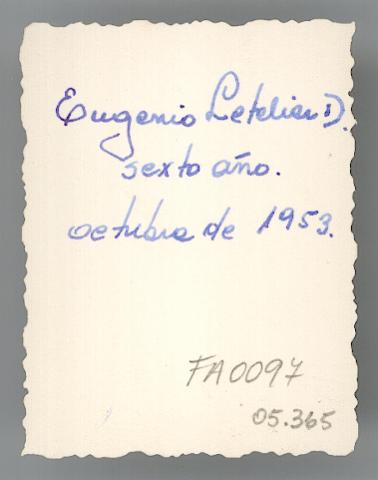 Eugenio Letelier D.
sexto año.
octubre de 1953.
FA0097
05.365